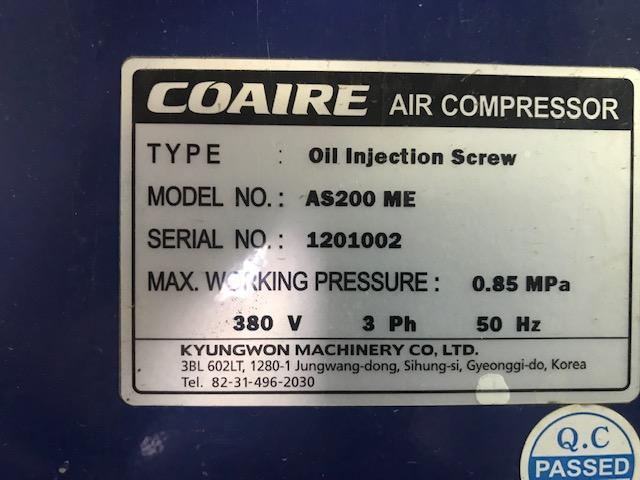 COAIRE AIR COMPRESSOR
TYPE : Oil Injection Screw
MODEL NO. : AS200 ME
SERIAL NO. : 1201002
MAX. WORKING PRESSURE : 0.85 MPa
380 V 3 Ph 50 Hz
KYUNGWON MACHINERY CO, LTD.
3BL 602LT, 1280-1 Jungwang-dong, Sihung-si, Gyeonggi-do, Korea
Tel. 82-31-496-2030
Q.C
PASSED